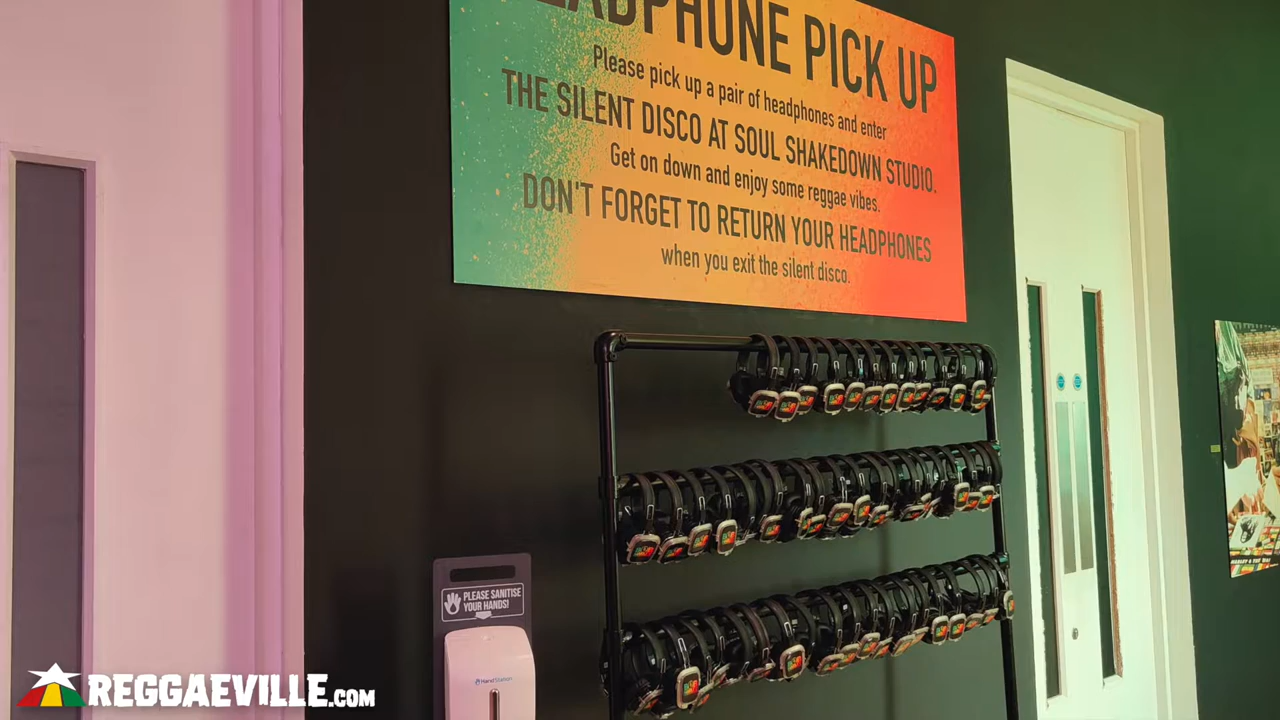 HEADPHONE PICK UP
Please pick up a pair of headphones and enter
THE SILENT DISCO AT SOUL SHAKEDOWN STUDIO.
Get on down and enjoy some reggae vibes.
DON'T FORGET TO RETURN YOUR HEADPHONES
when you exit the silent disco.
PLEASE SANITISE
YOUR HANDS!
HandStation
REGGAEVILLE.COM